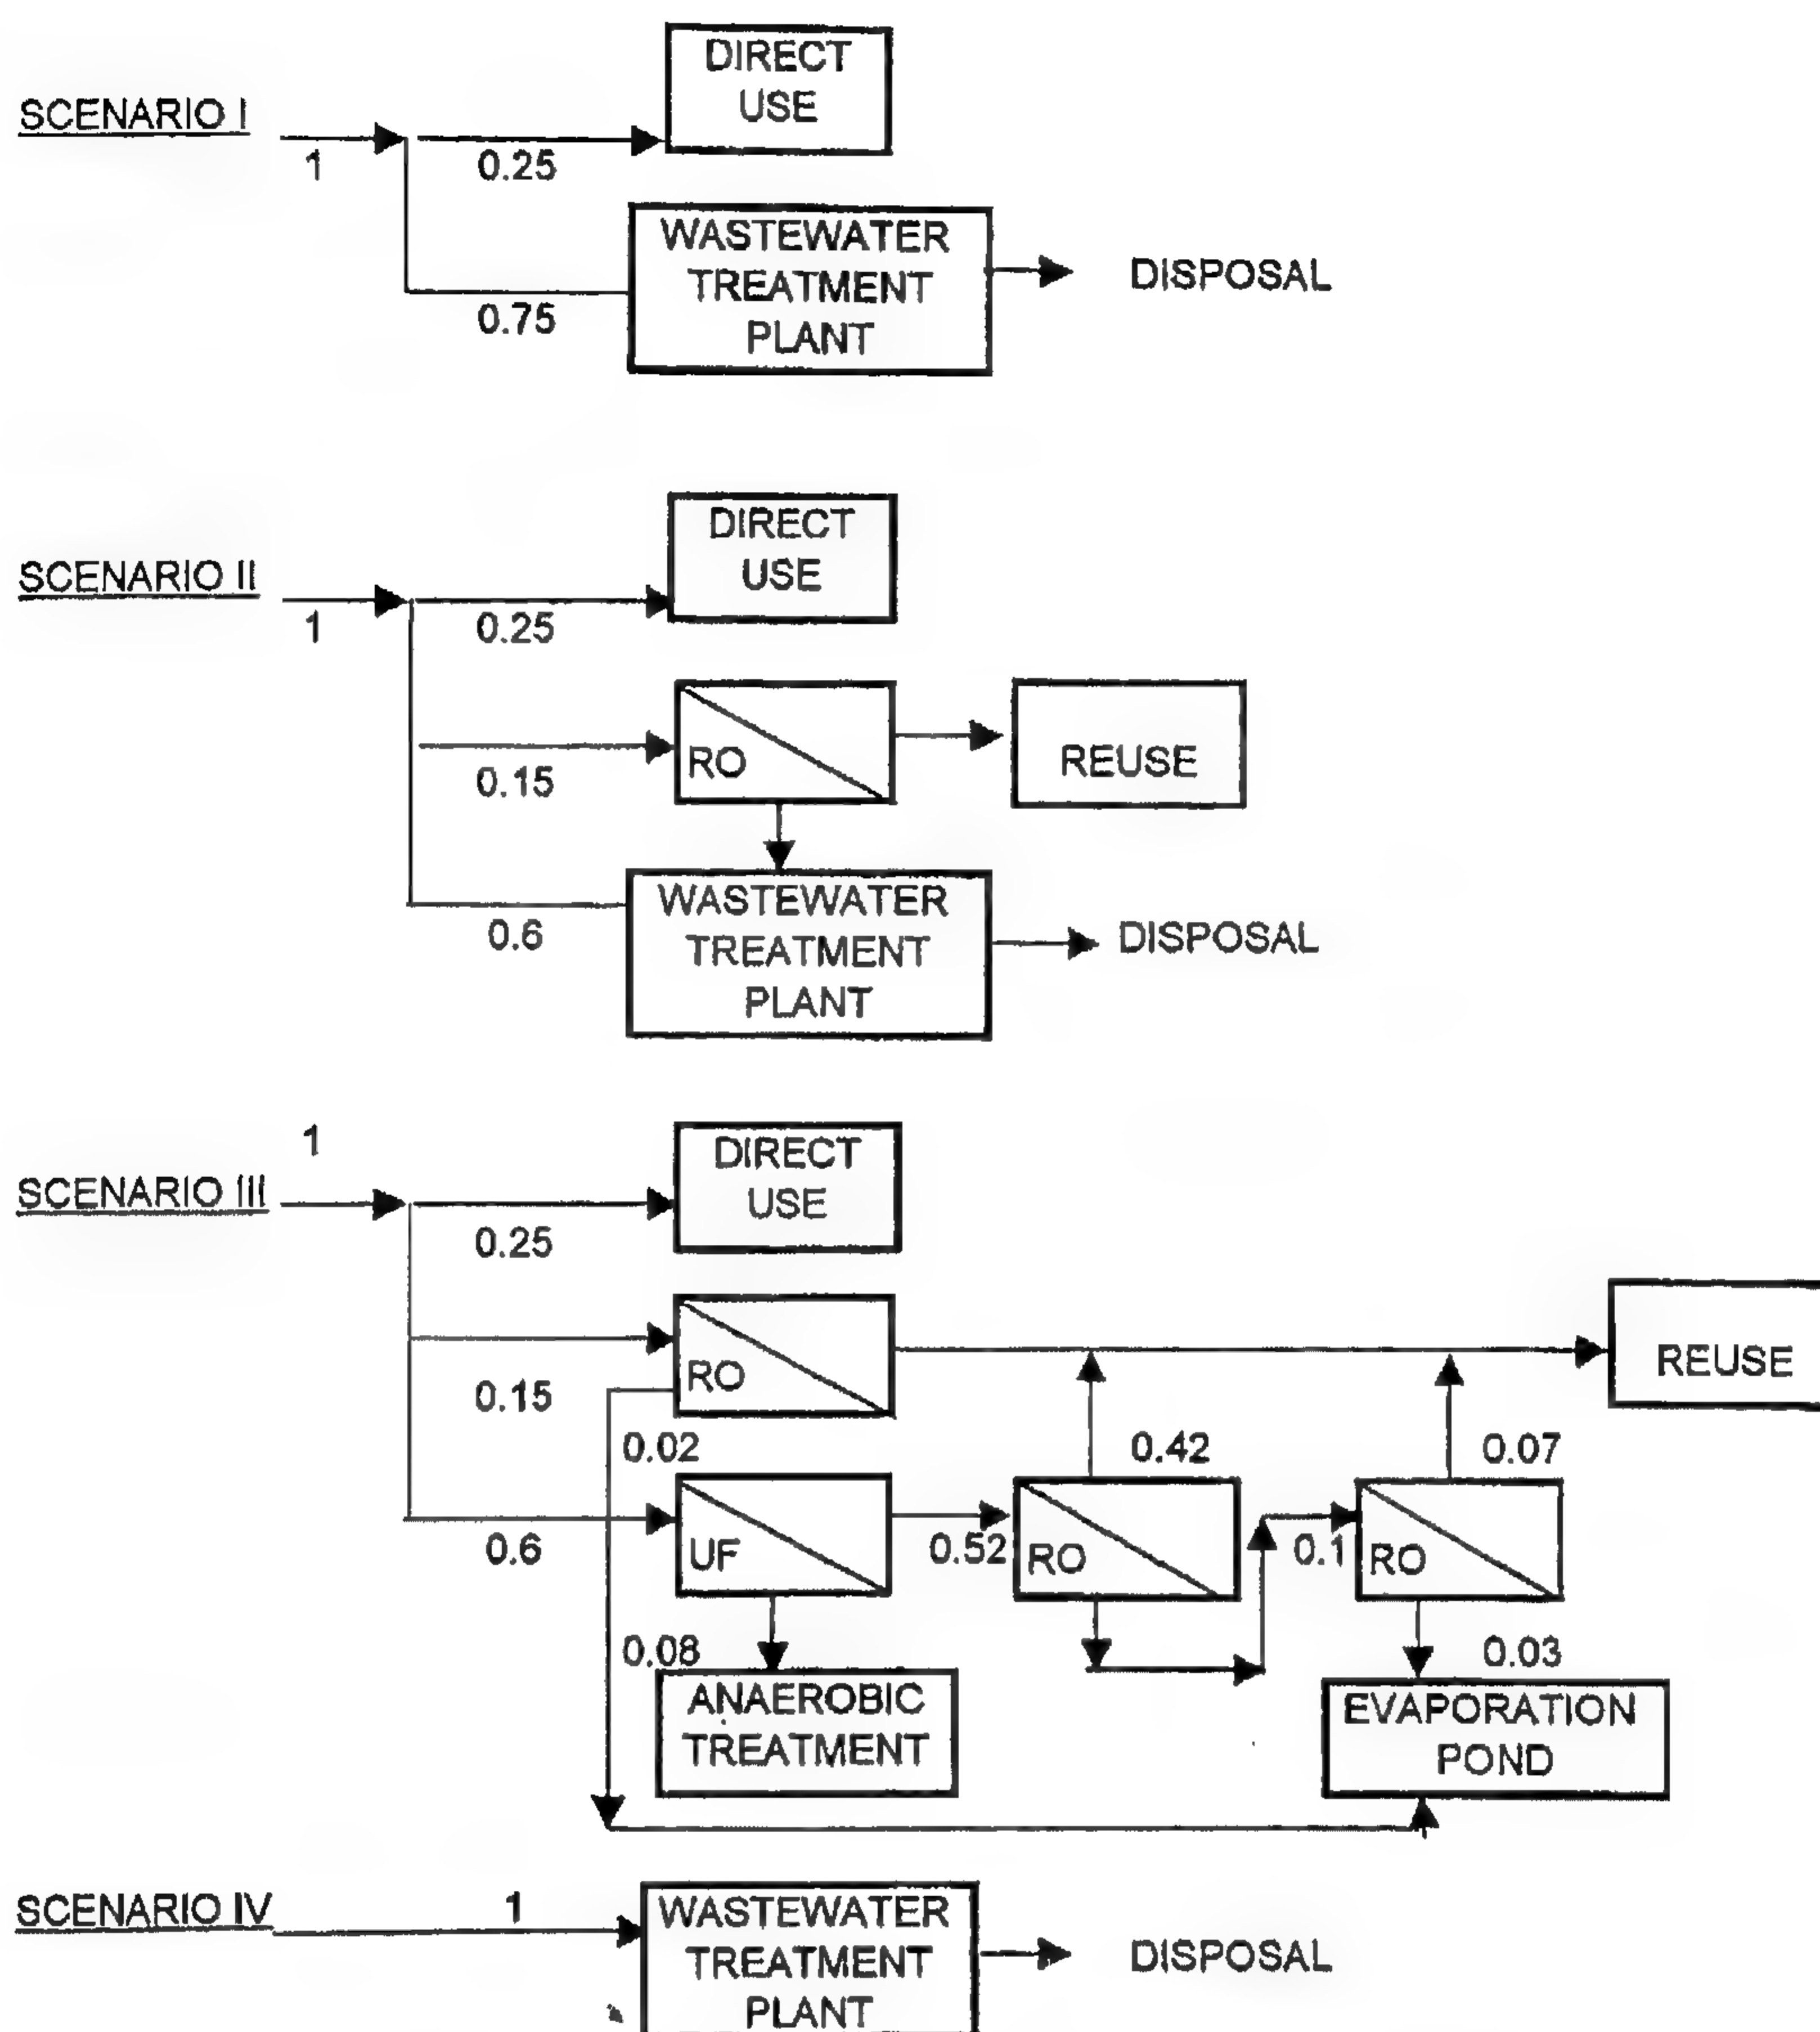 SCENARIO I
1
0.25
DIRECT
USE
0.75
WASTEWATER
TREATMENT
PLANT
DISPOSAL
SCENARIO II
1
0.25
DIRECT
USE
0.15
RO
REUSE
0.6
WASTEWATER
TREATMENT
PLANT
DISPOSAL
SCENARIO III
1
0.25
DIRECT
USE
0.15
RO
REUSE
0.02
0.42
0.07
0.6
UF
0.52
RO
0.1
RO
0.08
0.03
ANAEROBIC
TREATMENT
EVAPORATION
POND
SCENARIO IV
1
WASTEWATER
TREATMENT
PLANT
DISPOSAL